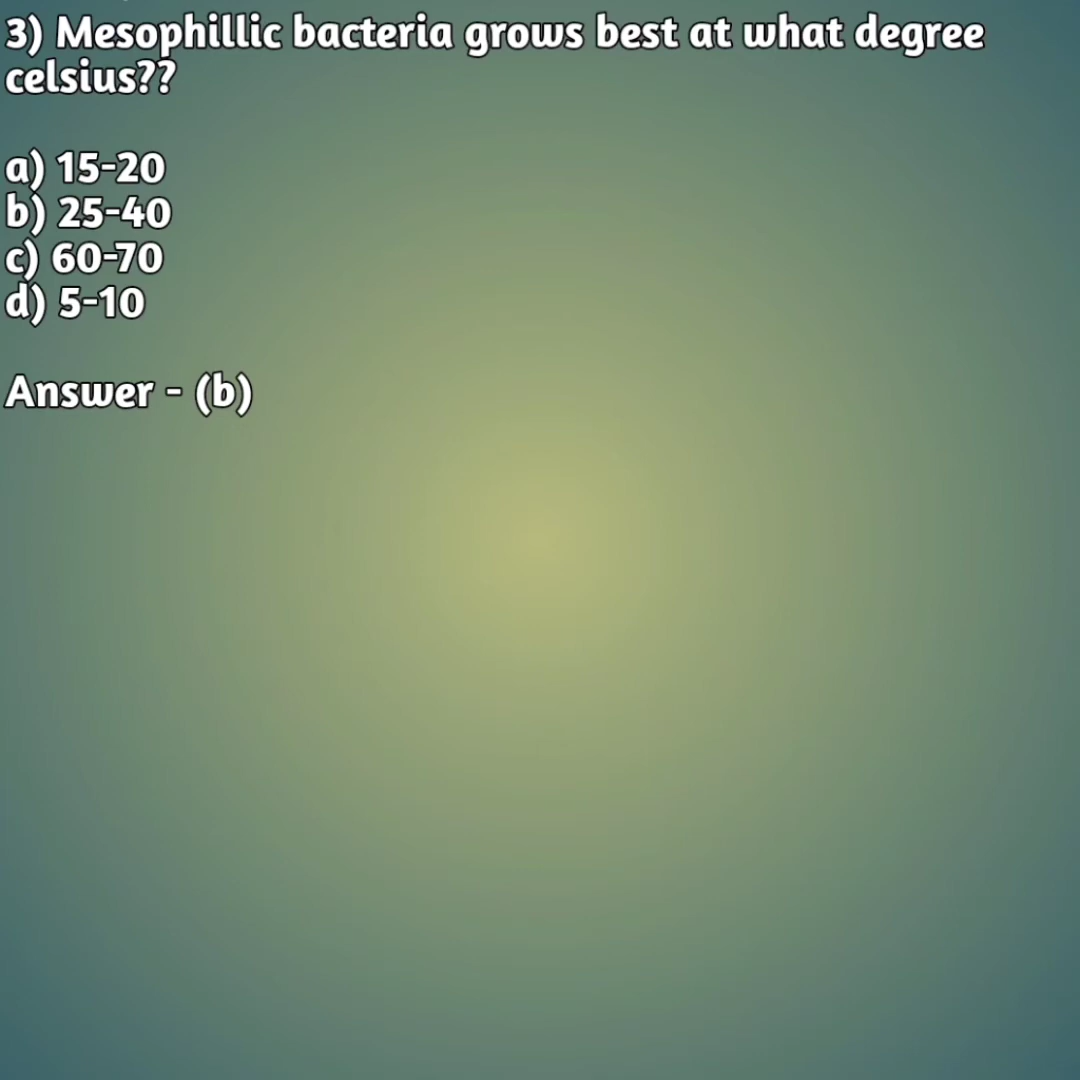 3) Mesophillic bacteria grows best at what degree
celsius??
a) 15-20
b) 25-40
c) 60-70
d) 5-10
Answer - (b)